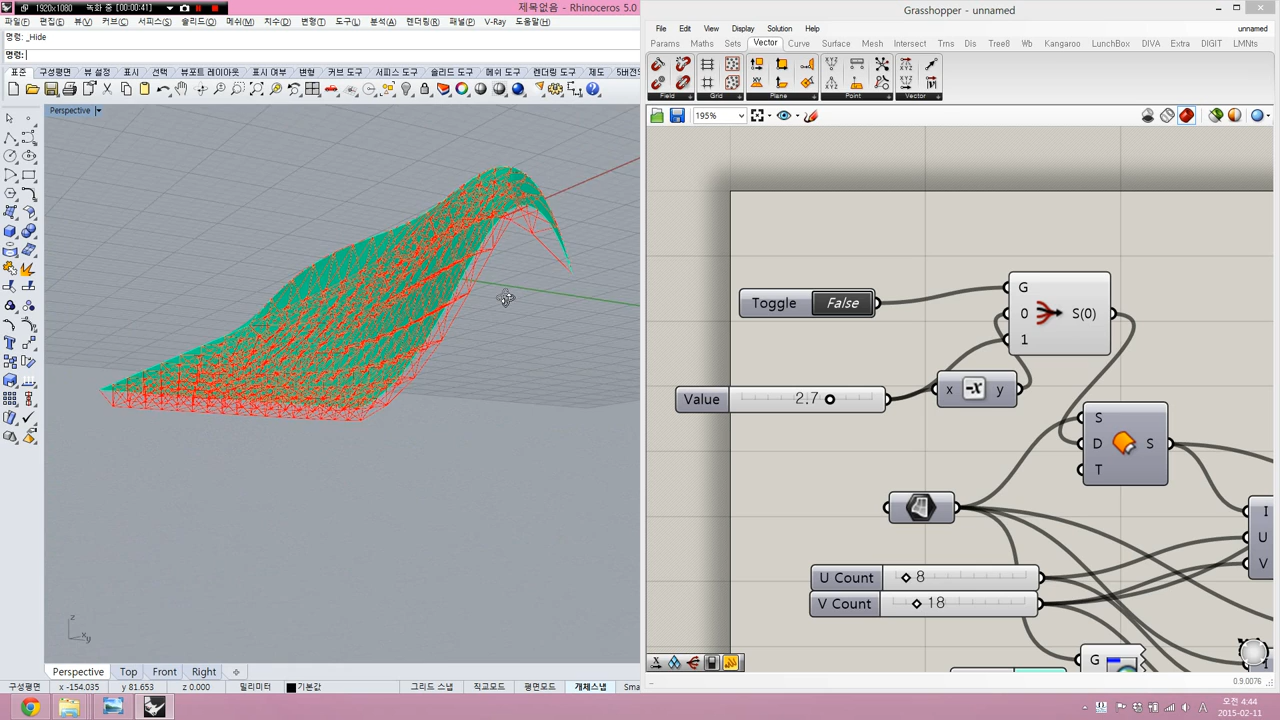 1920x1080
녹화 중 [00:00:41]
제목없음 - Rhinoceros 5.0
파일(F) 편집(E) 뷰(V) 커브(C) 서피스(S) 솔리드(O) 메쉬(M) 치수(D) 변형(T) 도구(L) 분석(A) 렌더링(R) 패널(P) V-Ray 도움말(H)
명령: _Hide
명령:
표준 구성평면 뷰 설정 표시 선택 뷰포트 레이아웃 표시 여부 변형 커브 도구 서피스 도구 솔리드 도구 메쉬 도구 렌더링 도구 제도
Perspective
z
x y
Perspective Top Front Right
구성평면 x -154.035 y 81.653 z 0.000 밀리미터 기본값 그리드 스냅 직교모드 평면모드 개체스냅 Sma
Grasshopper - unnamed
File Edit View Display Solution Help unnamed
Params Maths Sets Vector Curve Surface Mesh Intersect Trns Dis Tree8 Wb Kangaroo LunchBox DIVA Extra DIGIT LMNts
Field Grid Plane Point Vector
195%
Toggle False
G
0
1
S(0)
Value 2.7
x -x y
S
D
T
S
I
U
V
U Count 8
V Count 18
G
I
0.9.0076
오전 4:44
2015-02-11